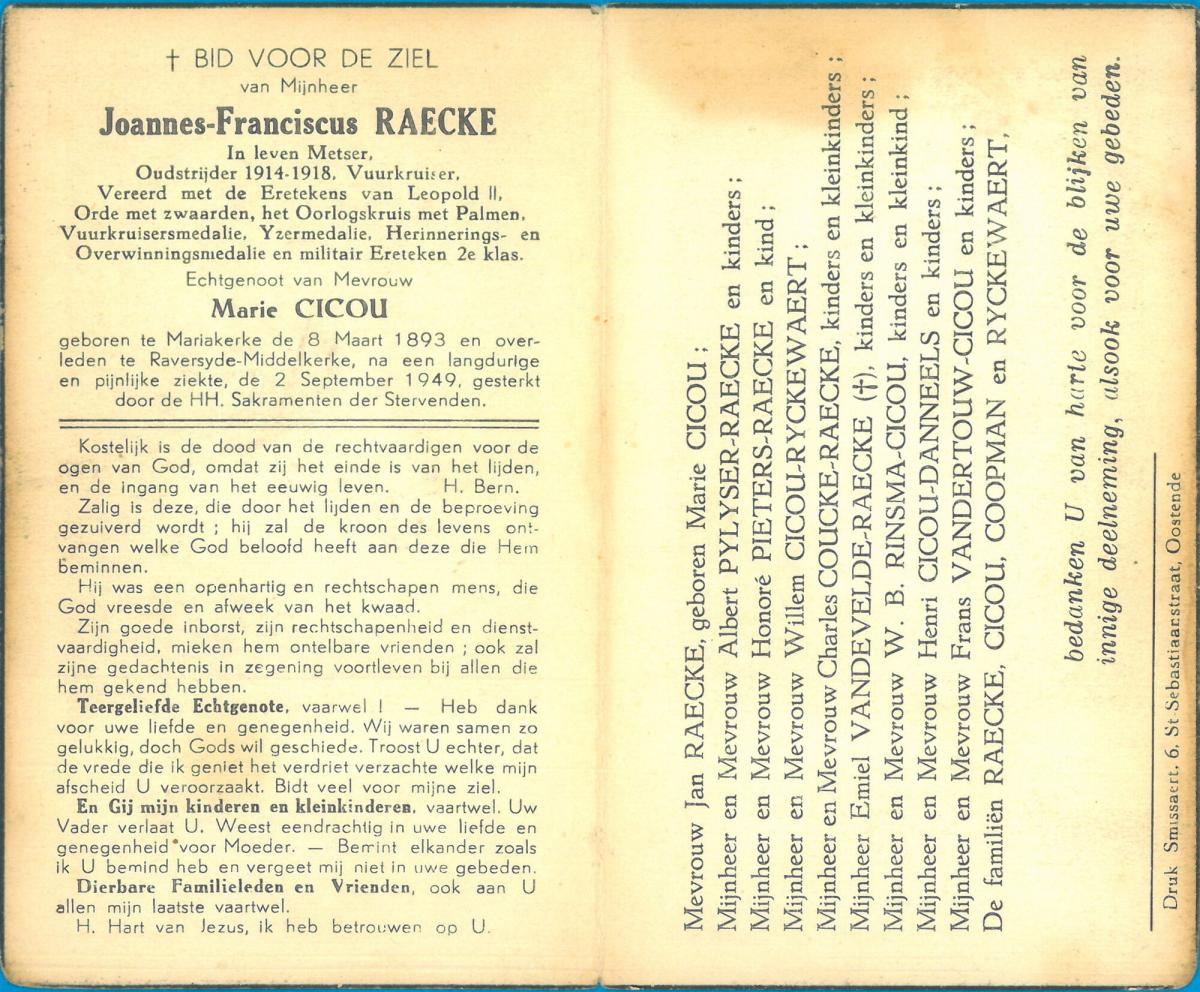 † BID VOOR DE ZIEL
van Mijnheer
Joannes-Franciscus RAECKE
In leven Metser,
Oudstrijder 1914-1918, Vuurkruiser,
Vereerd met de Eretekens van Leopold II,
Orde met zwaarden, het Oorlogskruis met Palmen,
Vuurkruisersmedalie, Yzermedalie, Herinnerings- en
Overwinningsmedalie en militair Ereteken 2e klas.
Echtgenoot van Mevrouw
Marie CICOU
geboren te Mariakerke de 8 Maart 1893 en over-
leden te Raversyde-Middelkerke, na een langdurige
en pijnlijke ziekte, de 2 September 1949, gesterkt
door de HH. Sakramenten der Stervenden.
Kostelijk is de dood van de rechtvaardigen voor de
ogen van God, omdat zij het einde is van het lijden,
en de ingang van het eeuwig leven. H. Bern.
Zalig is deze, die door het lijden en de beproeving
gezuiverd wordt ; hij zal de kroon des levens ont-
vangen welke God beloofd heeft aan deze die Hem
beminnen.
Hij was een openhartig en rechtschapen mens, die
God vreesde en afweek van het kwaad.
Zijn goede inborst, zijn rechtschapenheid en dienst-
vaardigheid, mieken hem ontelbare vrienden ; ook zal
zijne gedachtenis in zegening voortleven bij allen die
hem gekend hebben.
Teergeliefde Echtgenote, vaarwel ! — Heb dank
voor uwe liefde en genegenheid. Wij waren samen zo
gelukkig, doch Gods wil geschiede. Troost U echter, dat
de vrede die ik geniet het verdriet verzachte welke mijn
afscheid U veroorzaakt. Bidt veel voor mijne ziel.
En Gij mijn kinderen en kleinkinderen, vaartwel. Uw
Vader verlaat U. Weest eendrachtig in uwe liefde en
genegenheid voor Moeder. — Bemint elkander zoals
ik U bemind heb en vergeet mij niet in uwe gebeden.
Dierbare Familieleden en Vrienden, ook aan U
allen mijn laatste vaartwel.
H. Hart van Jezus, ik heb betrouwen op U.
Mevrouw Jan RAECKE, geboren Marie CICOU ;
Mijnheer en Mevrouw Albert PYLYSER-RAECKE en kinders ;
Mijnheer en Mevrouw Honoré PIETERS-RAECKE en kind ;
Mijnheer en Mevrouw Willem CICOU-RYCKEWAERT ;
Mijnheer en Mevrouw Charles COUCKE-RAECKE, kinders en kleinkinders ;
Mijnheer Emiel VANDEVELDE-RAECKE (†), kinders en kleinkinders ;
Mijnheer en Mevrouw W. B. RINSMA-CICOU, kinders en kleinkind ;
Mijnheer en Mevrouw Henri CICOU-DANNEELS en kinders ;
Mijnheer en Mevrouw Frans VANDERTOUW-CICOU en kinders ;
De familiën RAECKE, CICOU, COOPMAN en RYCKEWAERT,
bedanken U van harte voor de blijken van
innige deelneming, alsook voor uwe gebeden.
Druk Smissaert, 6, St Sebastiaanstraat, Oostende